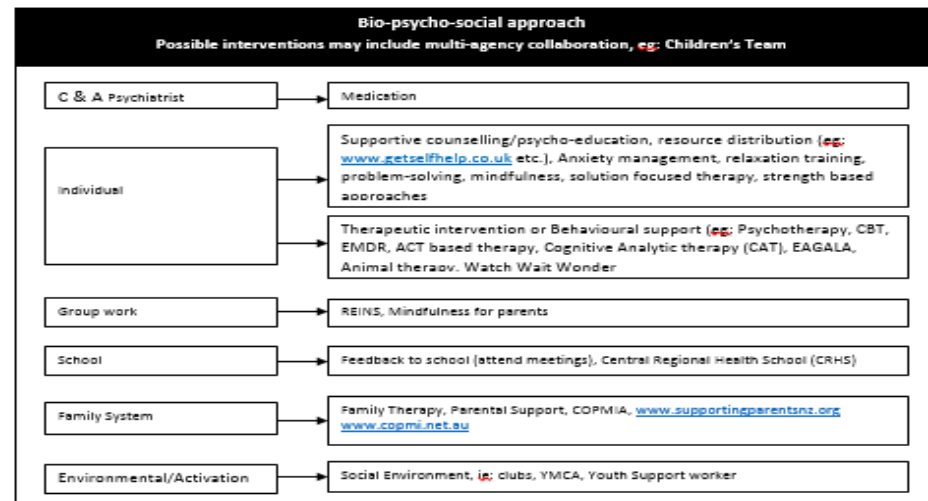 Bio-psycho-social approach
Possible interventions may include multi-agency collaboration, eg: Children's Team
C & A Psychiatrist
Medication
Individual
Supportive counselling/psycho-education, resource distribution (eg:
www.getselfhelp.co.uk etc.), Anxiety management, relaxation training,
problem-solving, mindfulness, solution focused therapy, strength based
approaches
Therapeutic intervention or Behavioural support (eg: Psychotherapy, CBT,
EMDR, ACT based therapy, Cognitive Analytic therapy (CAT), EAGALA,
Animal therapy. Watch Wait Wonder
Group work
REINS, Mindfulness for parents
School
Feedback to school (attend meetings), Central Regional Health School (CRHS)
Family System
Family Therapy, Parental Support, COPMIA, www.supportingparentsnz.org
www.copmi.net.au
Environmental/Activation
Social Environment, ie: clubs, YMCA, Youth Support worker